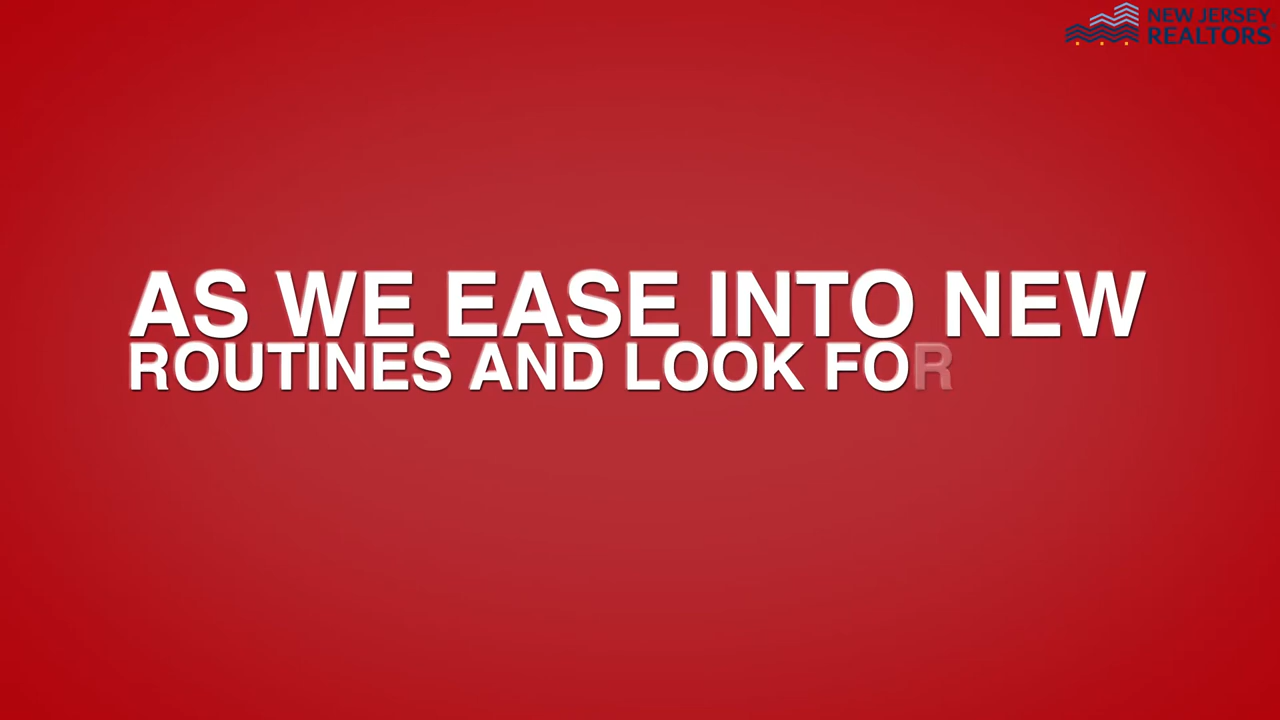 NEW JERSEY
REALTORS
AS WE EASE INTO NEW
ROUTINES AND LOOK FOR